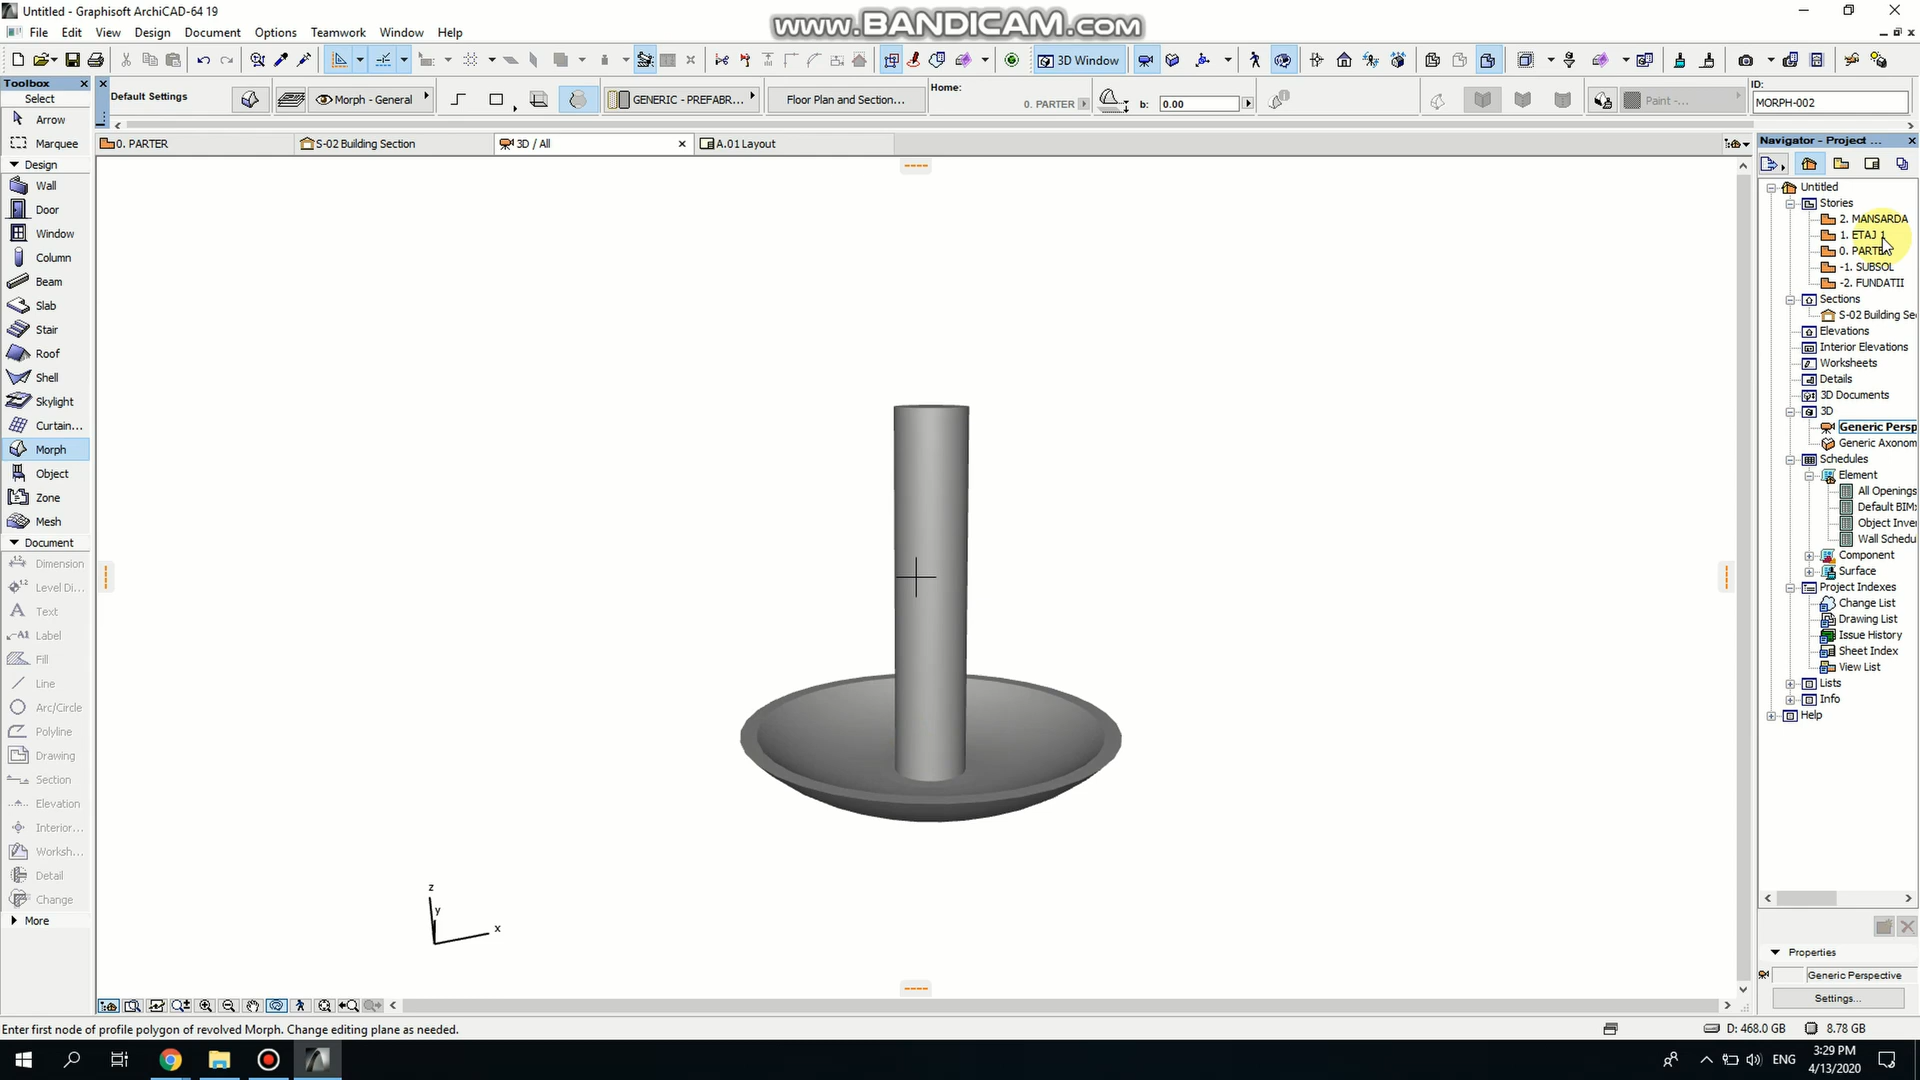 Untitled - Graphisoft ArchiCAD-64 19
www.BANDICAM.com
File Edit View Design Document Options Teamwork Window Help
3D Window
Toolbox
Select
Arrow
Marquee
Design
Wall
Door
Window
Column
Beam
Slab
Stair
Roof
Shell
Skylight
Curtain...
Morph
Object
Zone
Mesh
Document
Dimension
Level Di...
Text
Label
Fill
Line
Arc/Circle
Polyline
Drawing
Section
Elevation
Interior...
Worksh...
Detail
Change
More
Default Settings
Morph - General
GENERIC - PREFABR...
Floor Plan and Section...
Home:
0. PARTER
b: 0.00
Paint -...
ID:
MORPH-002
0. PARTER
S-02 Building Section
3D / All
A.01 Layout
Navigator - Project ...
Untitled
Stories
2. MANSARDA
1. ETAJ 1
0. PARTE
-1. SUBSOL
-2. FUNDATII
Sections
S-02 Building Se
Elevations
Interior Elevations
Worksheets
Details
3D Documents
3D
Generic Persp
Generic Axonom
Schedules
Element
All Openings
Default BIM
Object Inve
Wall Schedu
Component
Surface
Project Indexes
Change List
Drawing List
Issue History
Sheet Index
View List
Lists
Info
Help
Properties
Generic Perspective
Settings...
z
y
x
Enter first node of profile polygon of revolved Morph. Change editing plane as needed.
D: 468.0 GB
8.78 GB
ENG
3:29 PM
4/13/2020